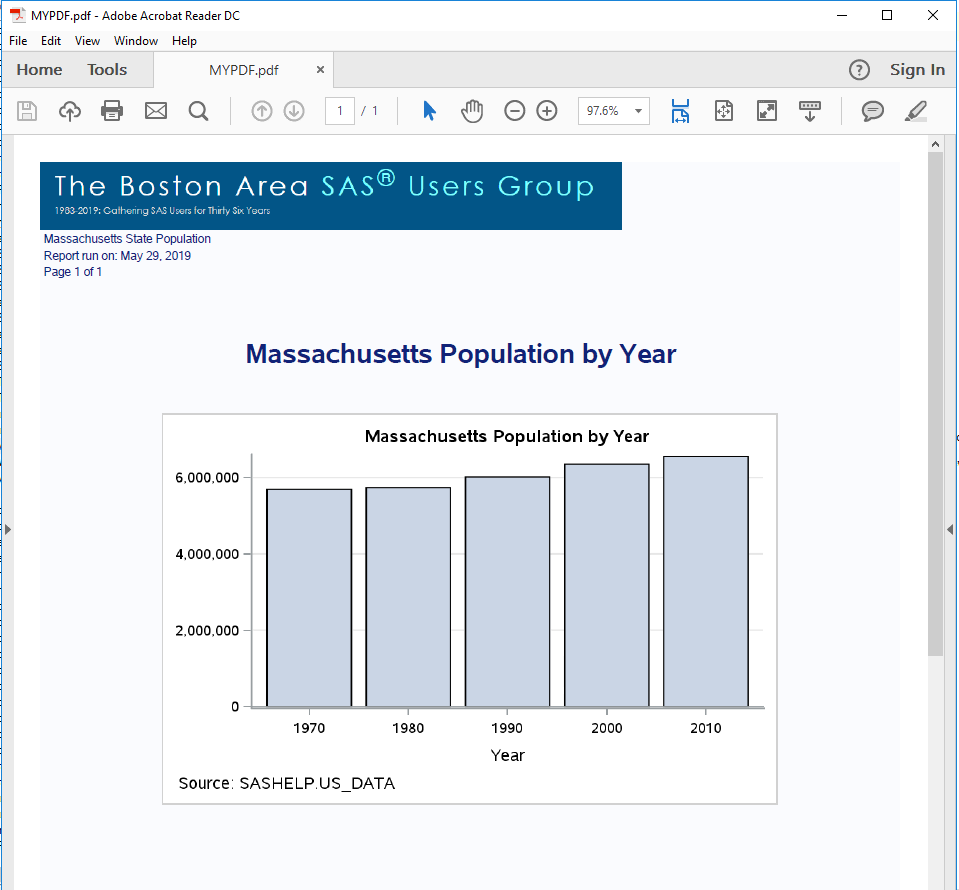 MYPDF.pdf - Adobe Acrobat Reader DC
File Edit View Window Help
Home Tools MYPDF.pdf × ? Sign In
1 / 1 97.6%
The Boston Area SAS® Users Group
1983-2019: Gathering SAS Users for Thirty Six Years
Massachusetts State Population
Report run on: May 29, 2019
Page 1 of 1
Massachusetts Population by Year
Massachusetts Population by Year
6,000,000
4,000,000
2,000,000
0
1970 1980 1990 2000 2010
Year
Source: SASHELP.US_DATA